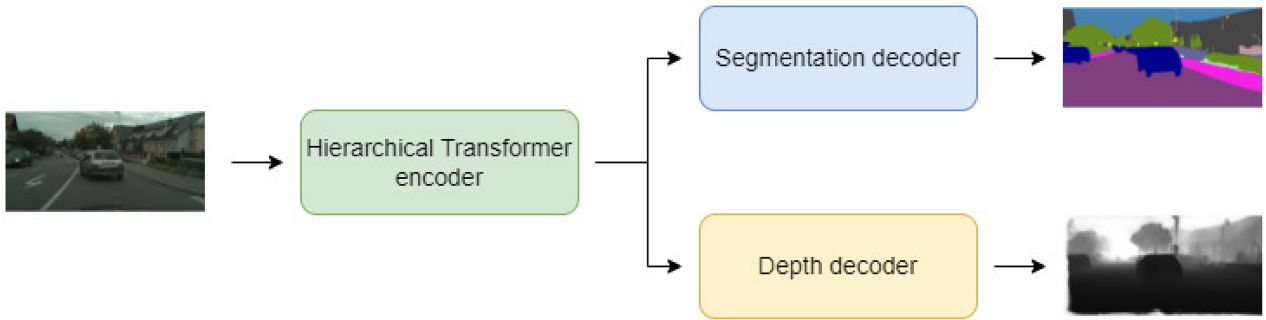 Segmentation decoder
Hierarchical Transformer
encoder
Depth decoder